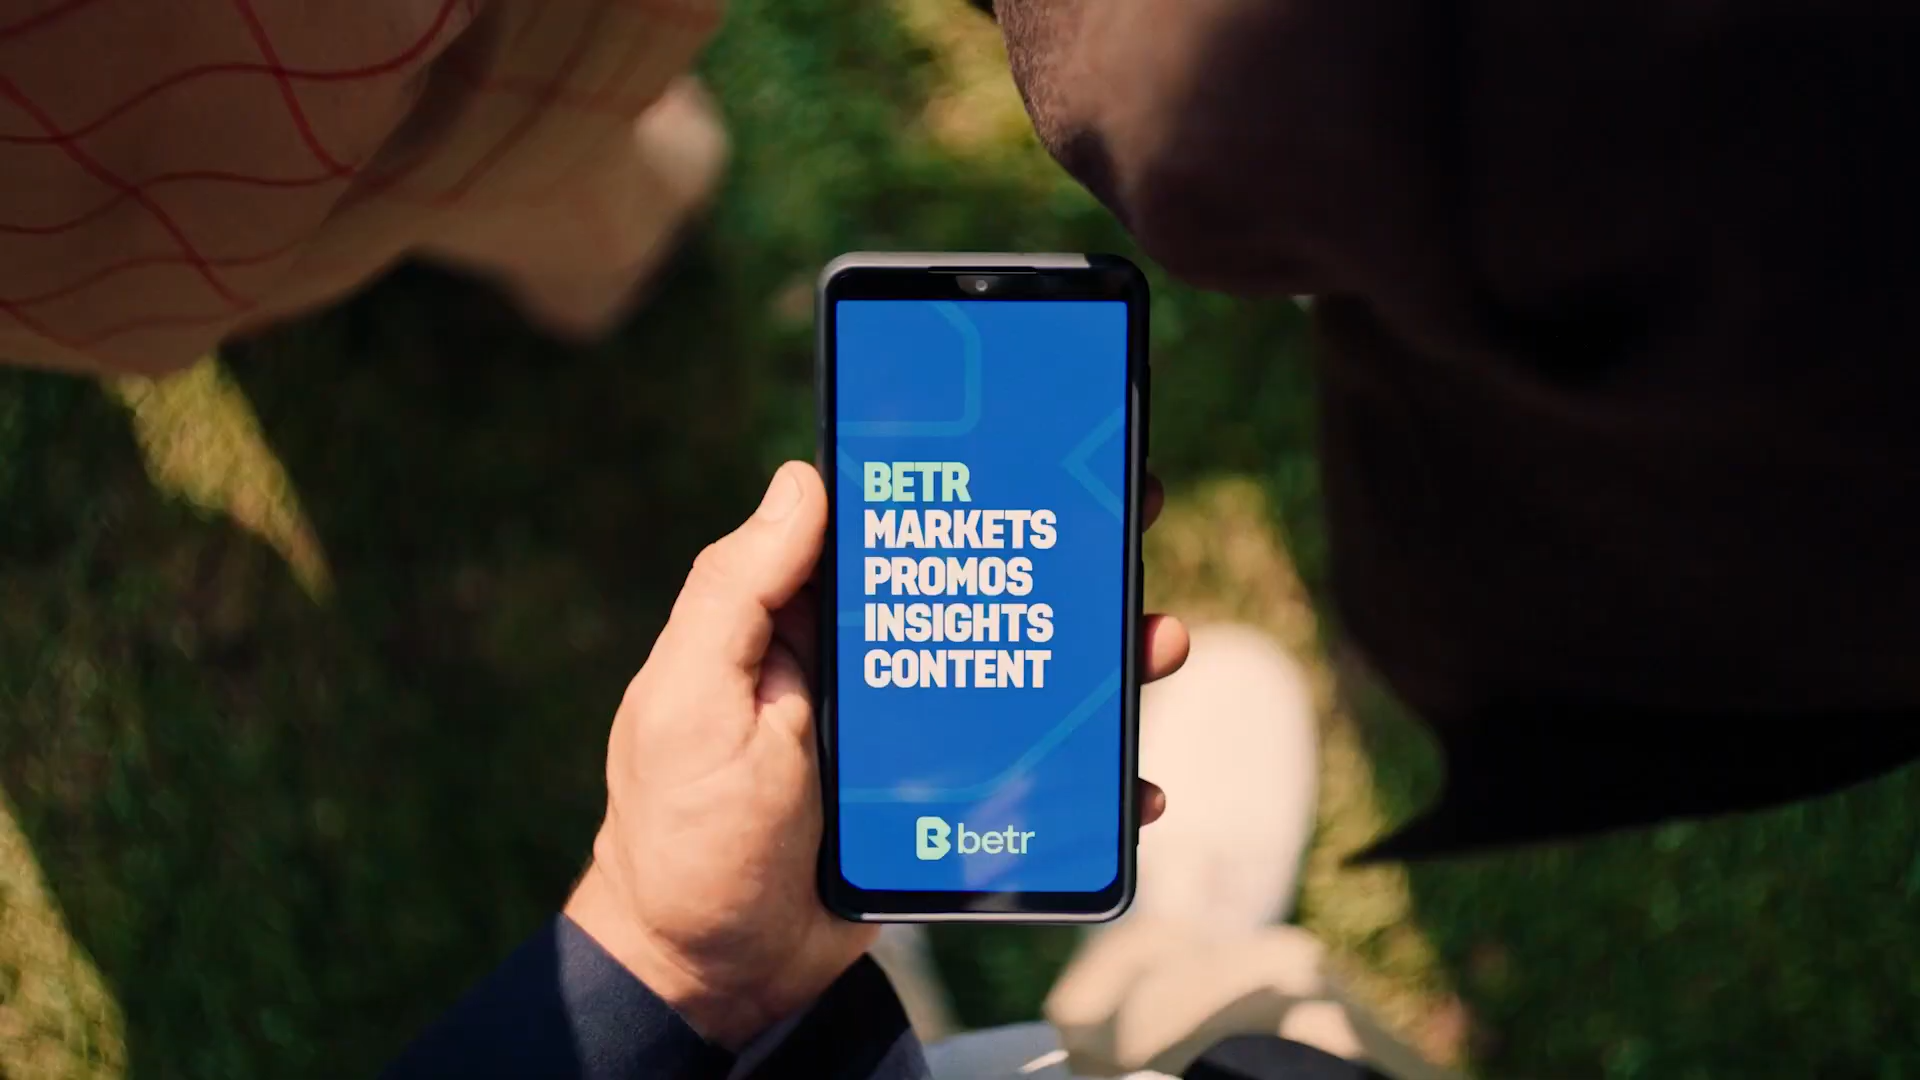 BETR
MARKETS
PROMOS
INSIGHTS
CONTENT
betr